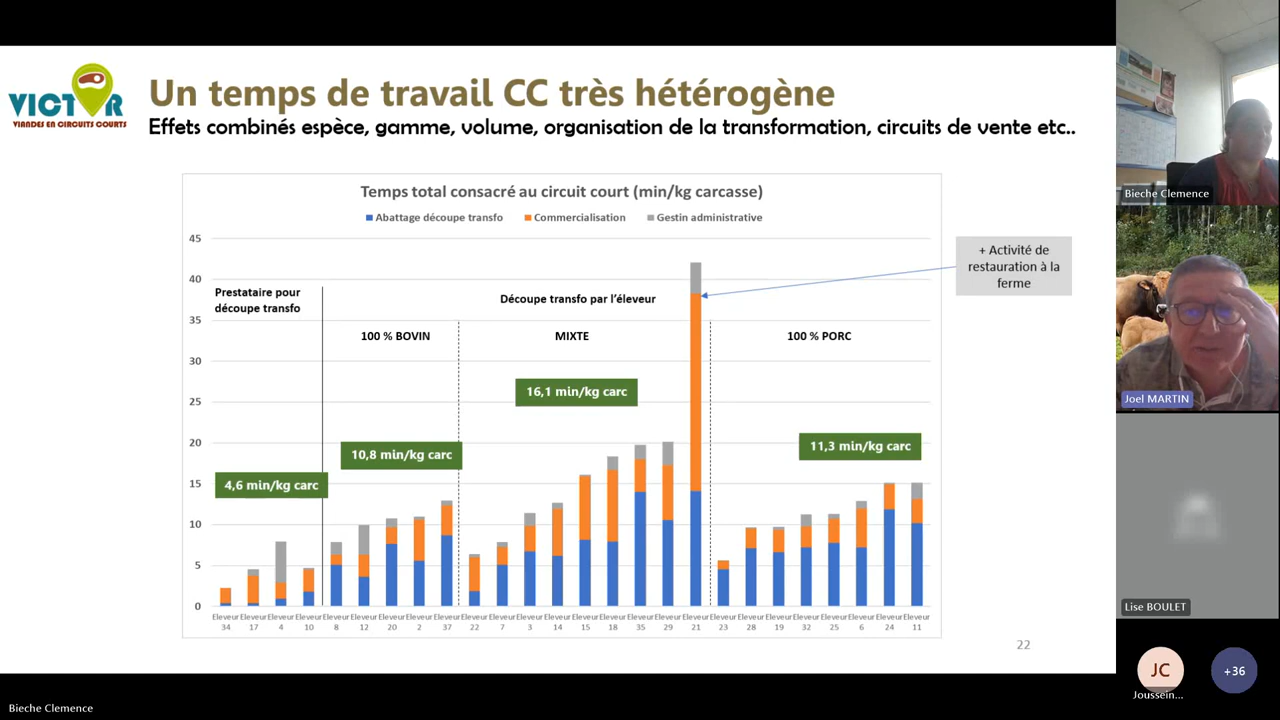 VICTOR
VIANDES EN CIRCUITS COURTS
Un temps de travail CC très hétérogène
Effets combinés espèce, gamme, volume, organisation de la transformation, circuits de vente etc..
Temps total consacré au circuit court (min/kg carcasse)
Abattage découpe transfo
Commercialisation
Gestin administrative
45
40
35
30
25
20
15
10
5
0
Prestataire pour
découpe transfo
Découpe transfo par l'éleveur
100 % BOVIN
MIXTE
100 % PORC
4,6 min/kg carc
10,8 min/kg carc
16,1 min/kg carc
11,3 min/kg carc
+ Activité de
restauration à la
ferme
Eleveur 34
Eleveur 17
Eleveur 4
Eleveur 10
Eleveur 8
Eleveur 12
Eleveur 20
Eleveur 2
Eleveur 37
Eleveur 22
Eleveur 7
Eleveur 3
Eleveur 14
Eleveur 15
Eleveur 18
Eleveur 35
Eleveur 29
Eleveur 21
Eleveur 23
Eleveur 28
Eleveur 19
Eleveur 32
Eleveur 25
Eleveur 6
Eleveur 24
Eleveur 11
22
Bieche Clemence
Joel MARTIN
Lise BOULET
JC
Joussein...
+36
Bieche Clemence